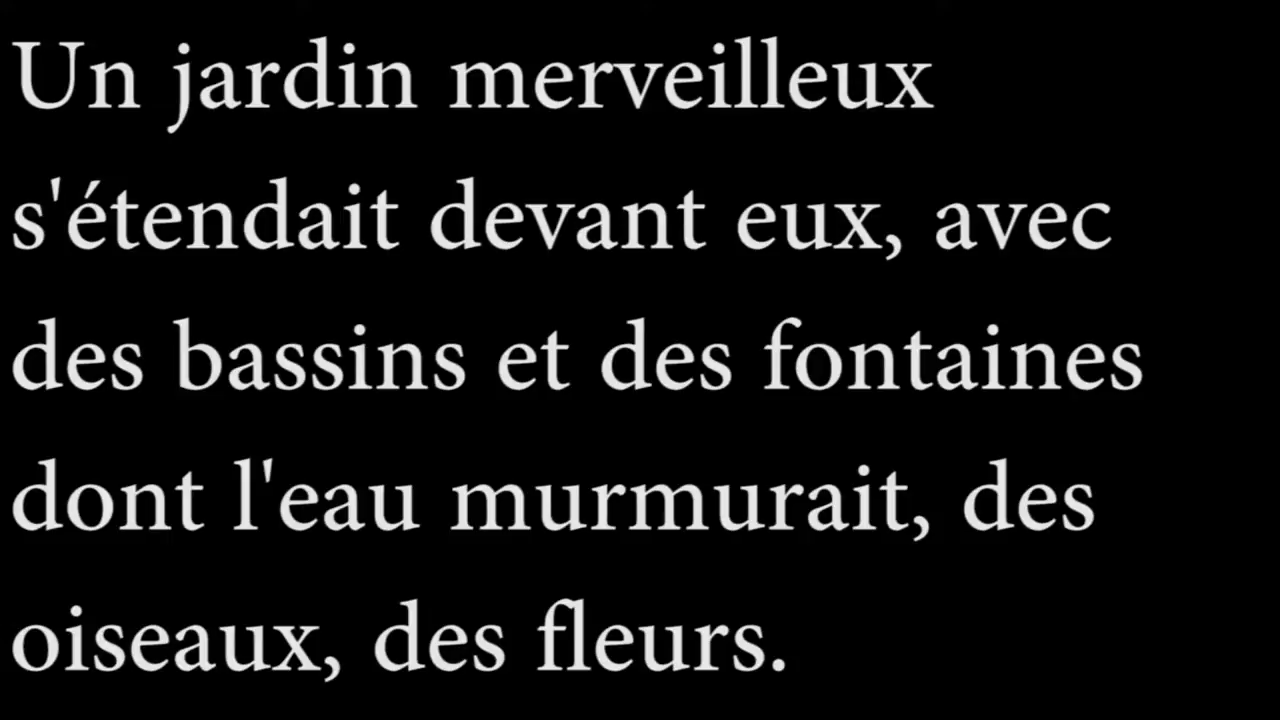 Un jardin merveilleux
s'étendait devant eux, avec
des bassins et des fontaines
dont l'eau murmurait, des
oiseaux, des fleurs.